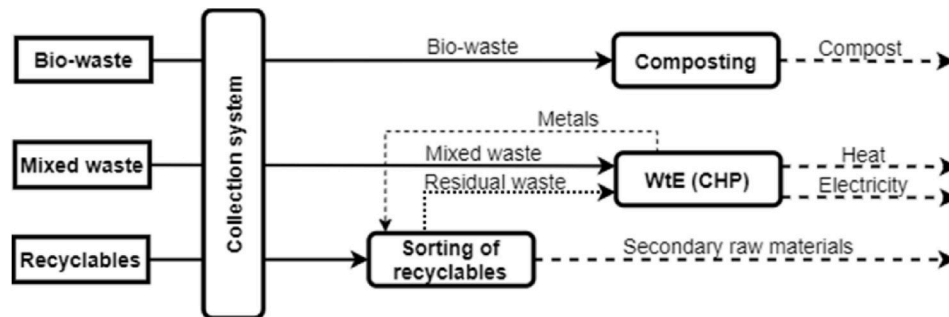 Bio-waste
Mixed waste
Recyclables
Collection system
Bio-waste
Composting
Compost
Metals
Mixed waste
Residual waste
WtE (CHP)
Heat
Electricity
Sorting of
recyclables
Secondary raw materials